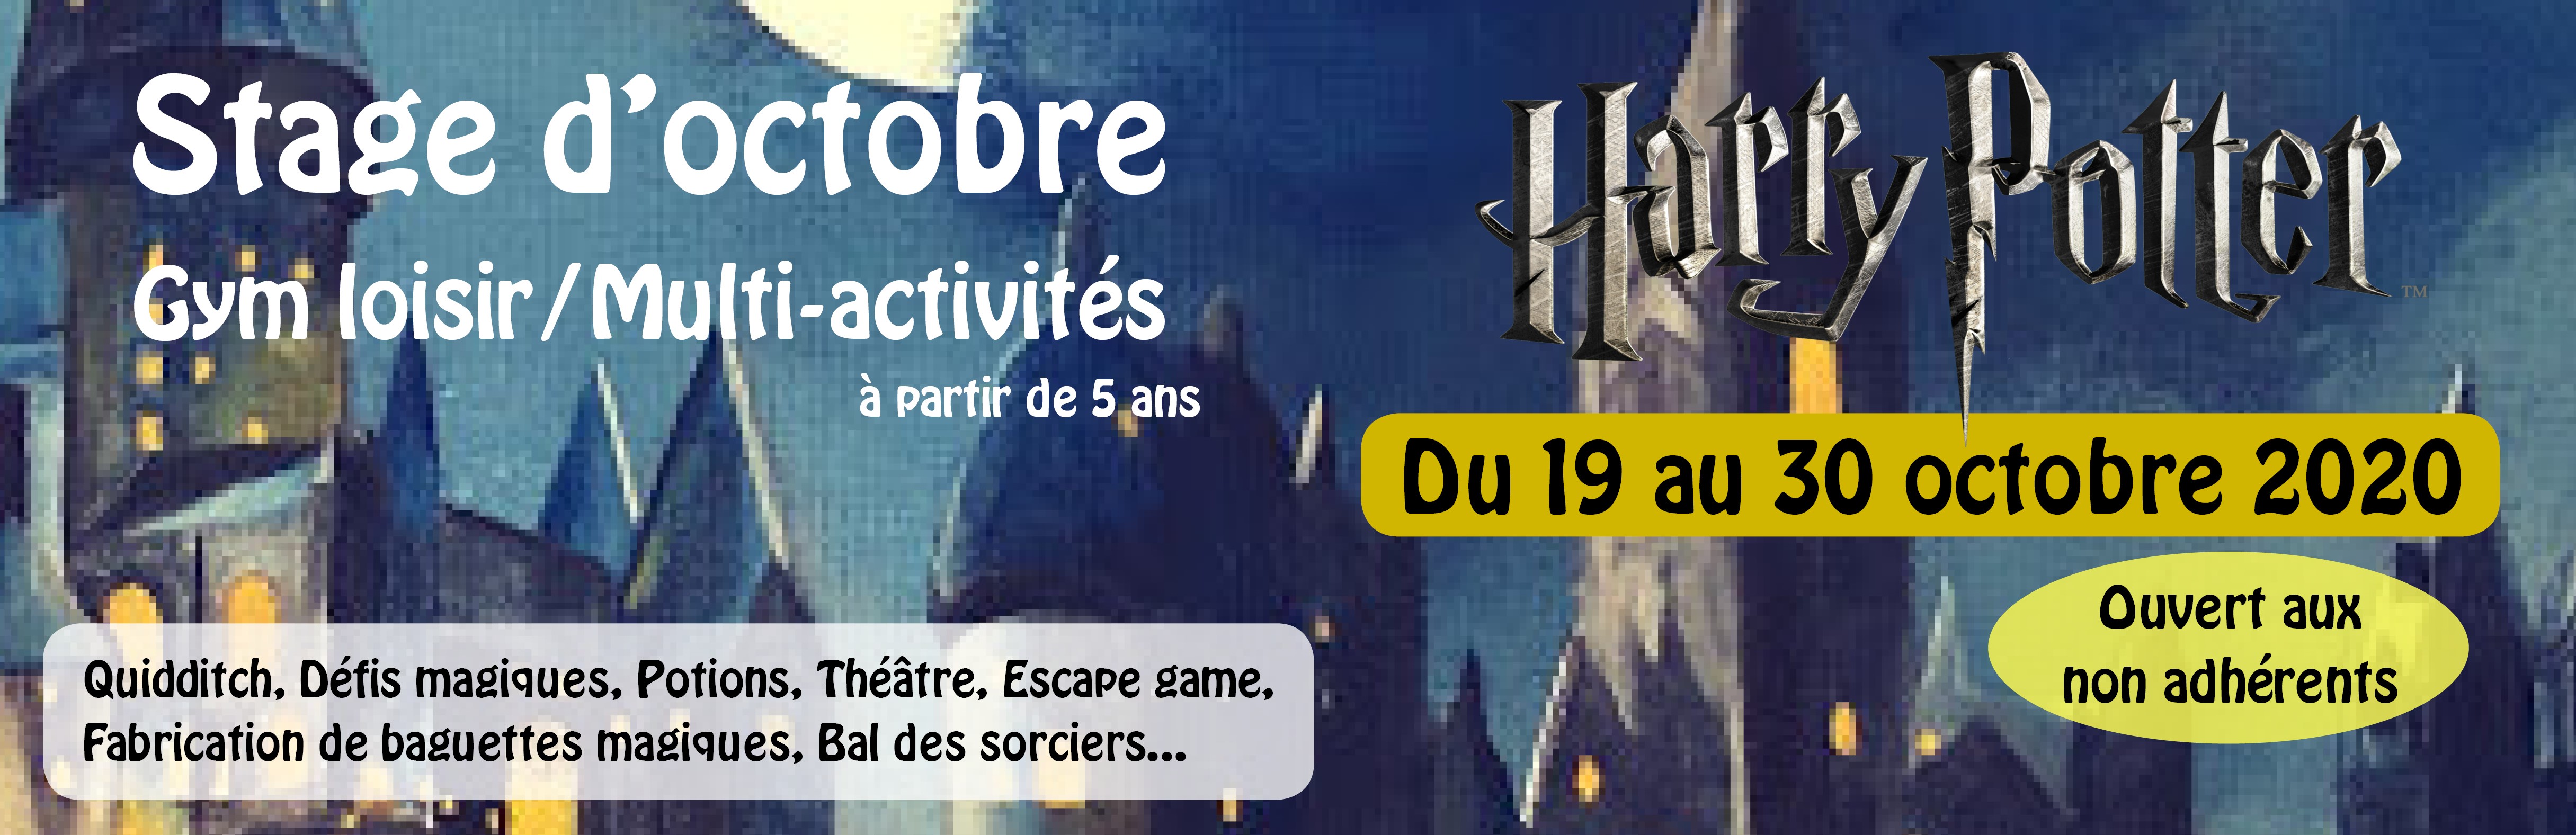 Stage d'octobre
Gym loisir/Multi-activités
à partir de 5 ans
Harry Potter™
Du 19 au 30 octobre 2020
Ouvert aux
non adhérents
Quidditch, Défis magiques, Potions, Théâtre, Escape game,
Fabrication de baguettes magiques, Bal des sorciers...